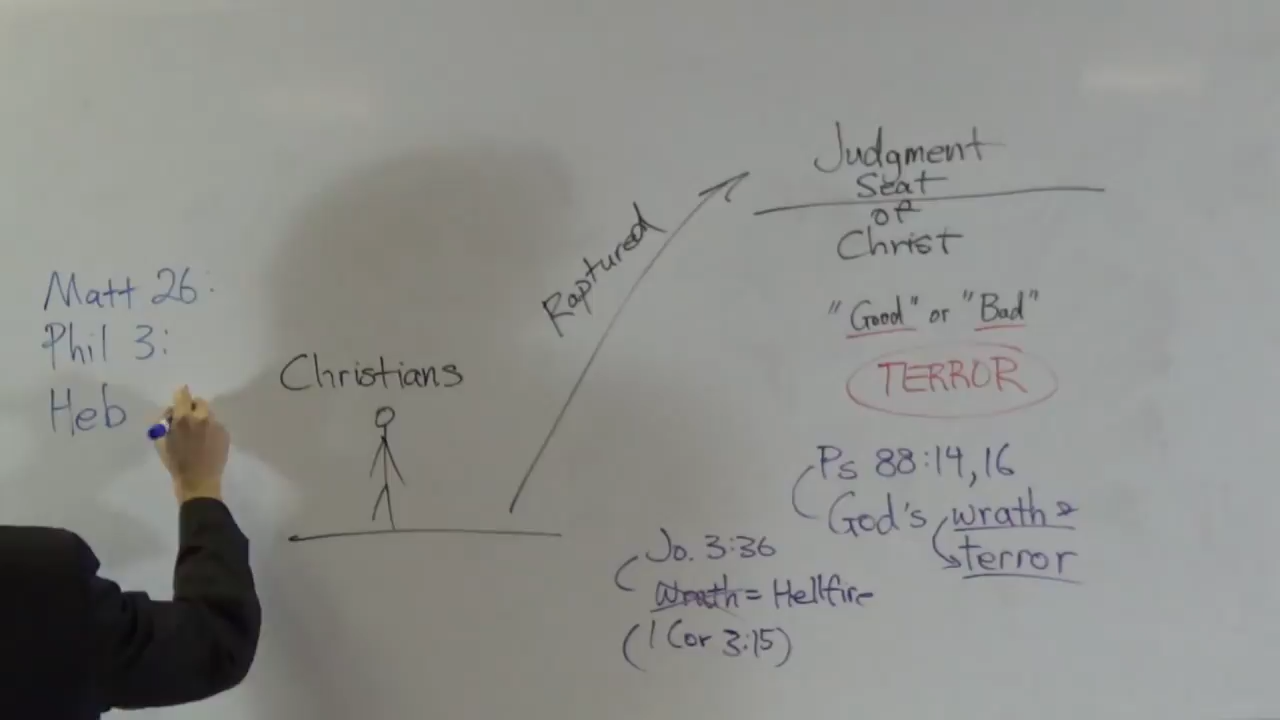 Matt 26:
Phil 3:
Heb
Christians
Raptured
Judgment
Seat
of
Christ
"Good" or "Bad"
TERROR
Ps 88:14,16
God's wrath &
terror
Jo. 3:36
Wrath = Hellfire
(1 Cor 3:15)